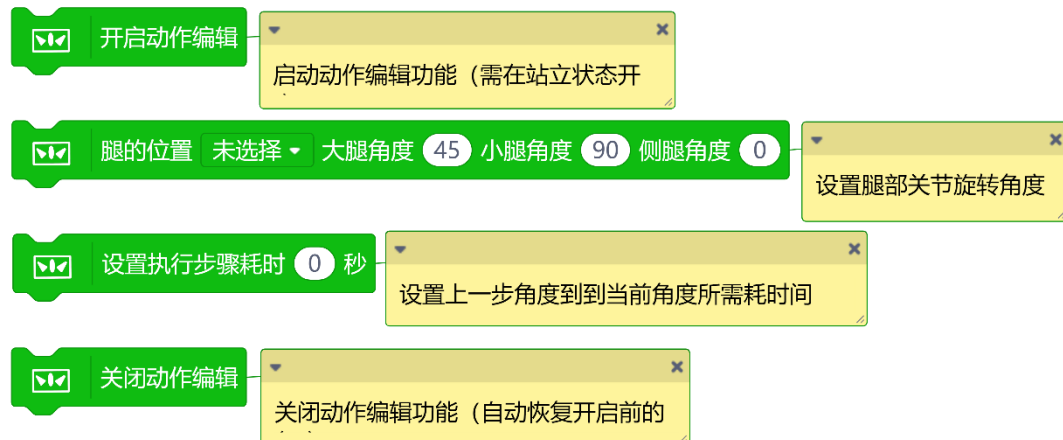 开启动作编辑
启动动作编辑功能（需在站立状态开
腿的位置 未选择 大腿角度 45 小腿角度 90 侧腿角度 0
设置腿部关节旋转角度
设置执行步骤耗时 0 秒
设置上一步角度到到当前角度所需耗时间
关闭动作编辑
关闭动作编辑功能（自动恢复开启前的